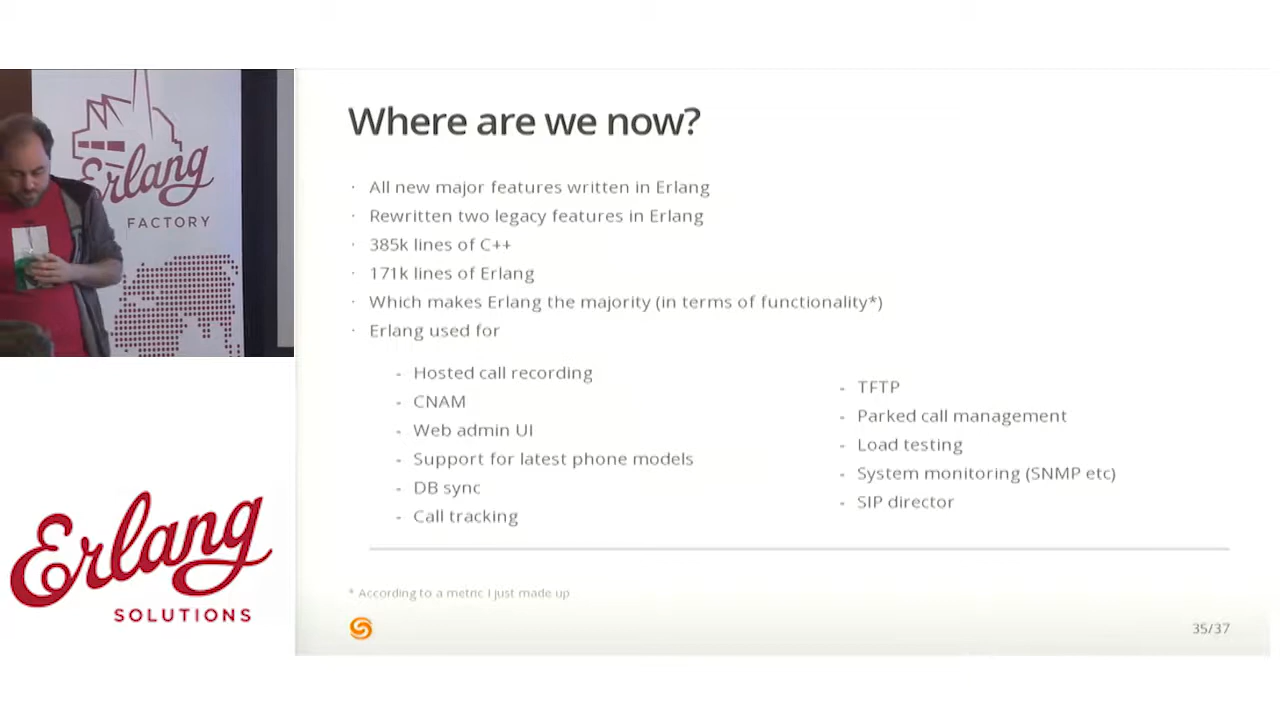 Erlang
FACTORY
Erlang
SOLUTIONS
Where are we now?
· All new major features written in Erlang
· Rewritten two legacy features in Erlang
· 385k lines of C++
· 171k lines of Erlang
· Which makes Erlang the majority (in terms of functionality*)
· Erlang used for
- Hosted call recording
- CNAM
- Web admin UI
- Support for latest phone models
- DB sync
- Call tracking
- TFTP
- Parked call management
- Load testing
- System monitoring (SNMP etc)
- SIP director
* According to a metric I just made up
35/37